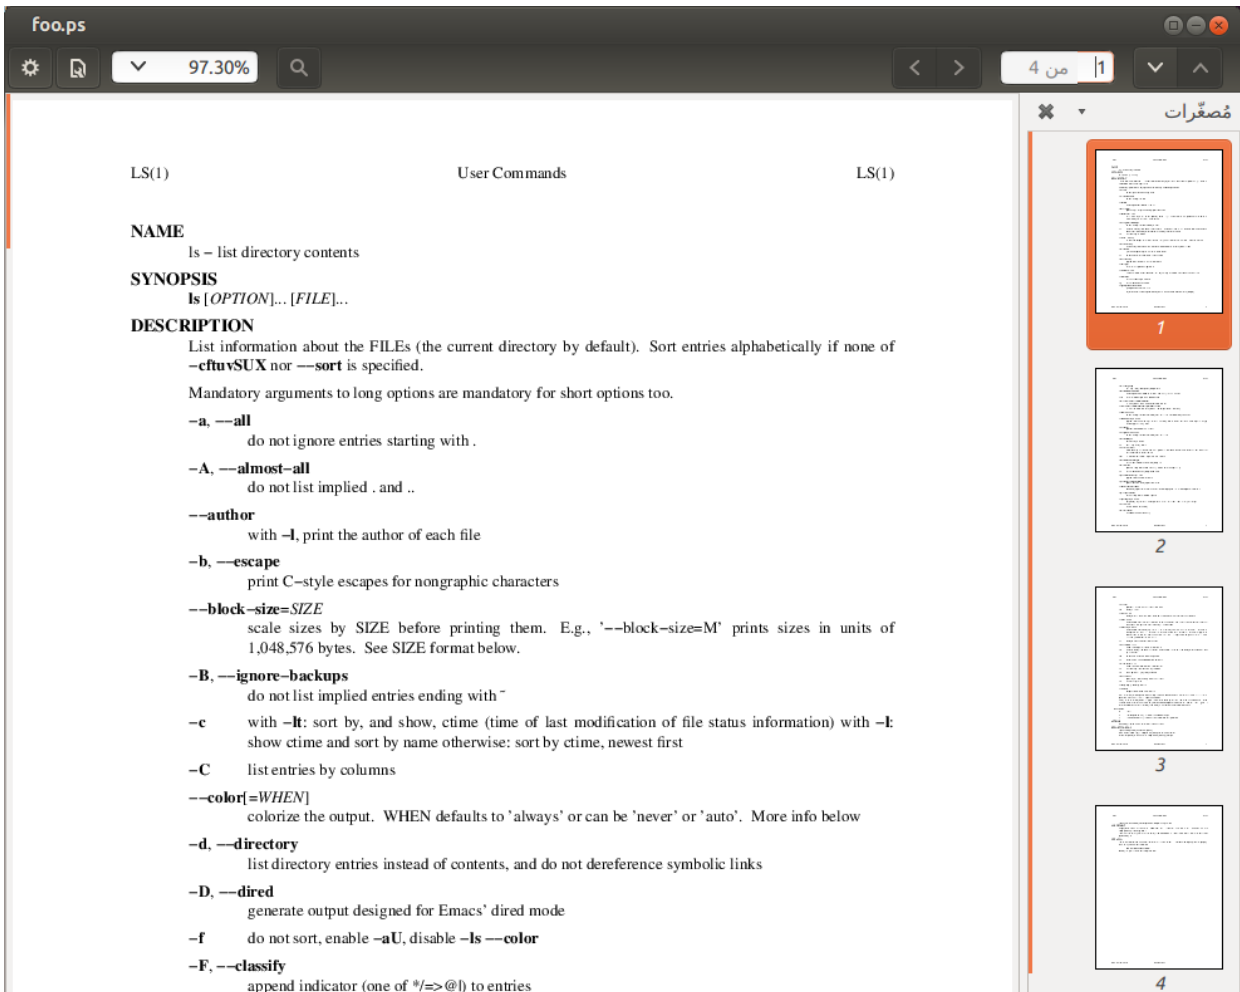 foo.ps
97.30%
1 من 4
مُصغّرات
LS(1) User Commands LS(1)
NAME
ls − list directory contents
SYNOPSIS
ls [OPTION]... [FILE]...
DESCRIPTION
List information about the FILEs (the current directory by default). Sort entries alphabetically if none of
−cftuvSUX nor −−sort is specified.
Mandatory arguments to long options are mandatory for short options too.
−a, −−all
do not ignore entries starting with .
−A, −−almost−all
do not list implied . and ..
−−author
with −l, print the author of each file
−b, −−escape
print C−style escapes for nongraphic characters
−−block−size=SIZE
scale sizes by SIZE before printing them. E.g., '−−block−size=M' prints sizes in units of
1,048,576 bytes. See SIZE format below.
−B, −−ignore−backups
do not list implied entries ending with ~
−c with −lt: sort by, and show, ctime (time of last modification of file status information) with −l:
show ctime and sort by name otherwise: sort by ctime, newest first
−C list entries by columns
−−color[=WHEN]
colorize the output. WHEN defaults to 'always' or can be 'never' or 'auto'. More info below
−d, −−directory
list directory entries instead of contents, and do not dereference symbolic links
−D, −−dired
generate output designed for Emacs' dired mode
−f do not sort, enable −aU, disable −ls −−color
−F, −−classify
append indicator (one of */=>@|) to entries
1
2
3
4